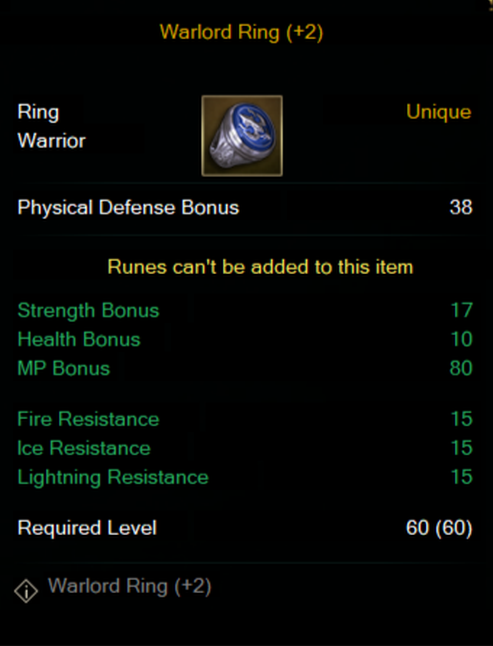 Warlord Ring (+2)
Ring Unique
Warrior
Physical Defense Bonus 38
Runes can't be added to this item
Strength Bonus 17
Health Bonus 10
MP Bonus 80
Fire Resistance 15
Ice Resistance 15
Lightning Resistance 15
Required Level 60 (60)
Warlord Ring (+2)